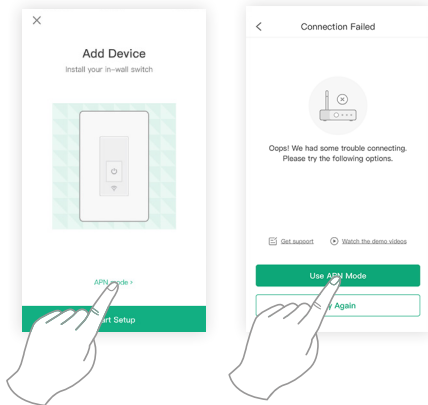 Add Device
Install your in-wall switch
APN mode >
Setup
Connection Failed
Oops! We had some trouble connecting.
Please try the following options.
Get support
Watch the demo videos
Use APN Mode
Again